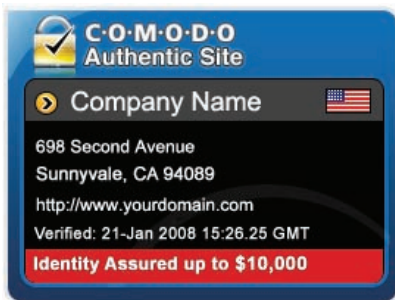 C·O·M·O·D·O
Authentic Site
Company Name
698 Second Avenue
Sunnyvale, CA 94089
http://www.yourdomain.com
Verified: 21-Jan 2008 15:26.25 GMT
Identity Assured up to $10,000